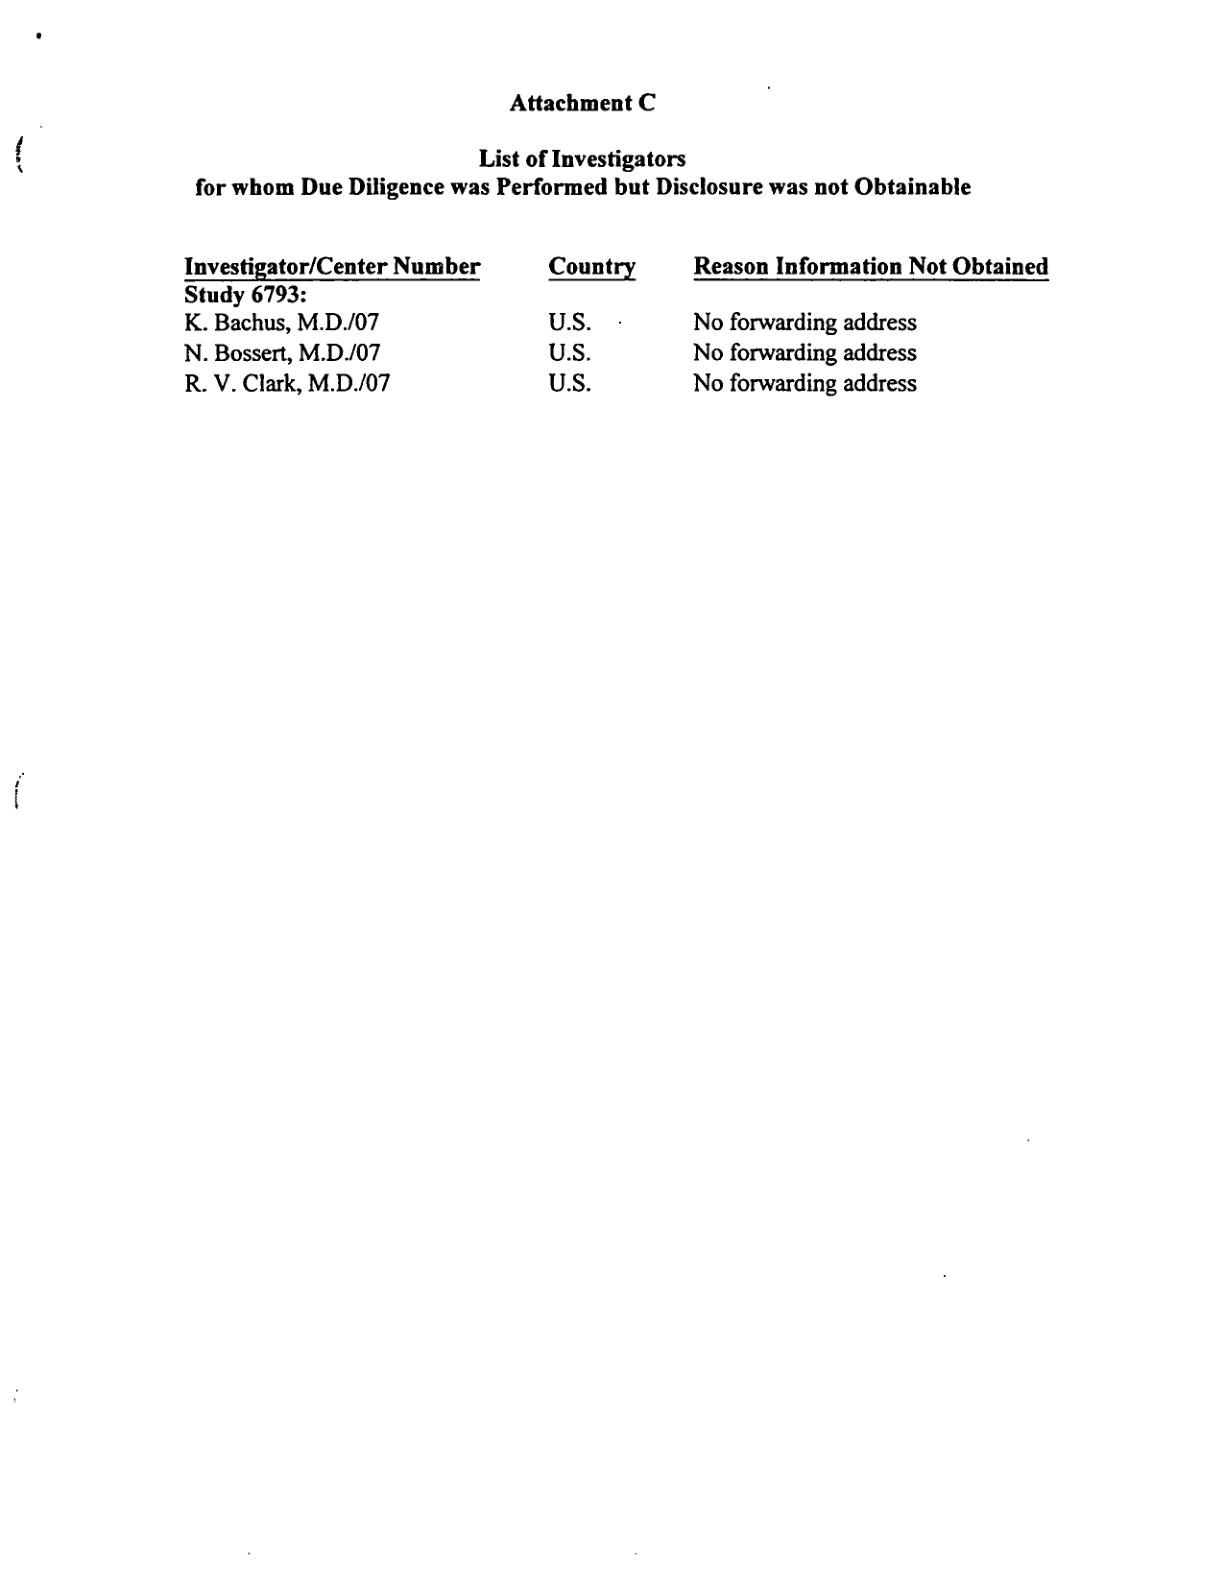 Attachment C
List of Investigators
for whom Due Diligence was Performed but Disclosure was not Obtainable
Investigator/Center Number Country Reason Information Not Obtained
Study 6793:
K. Bachus, M.D./07 U.S. No forwarding address
N. Bossert, M.D./07 U.S. No forwarding address
R. V. Clark, M.D./07 U.S. No forwarding address